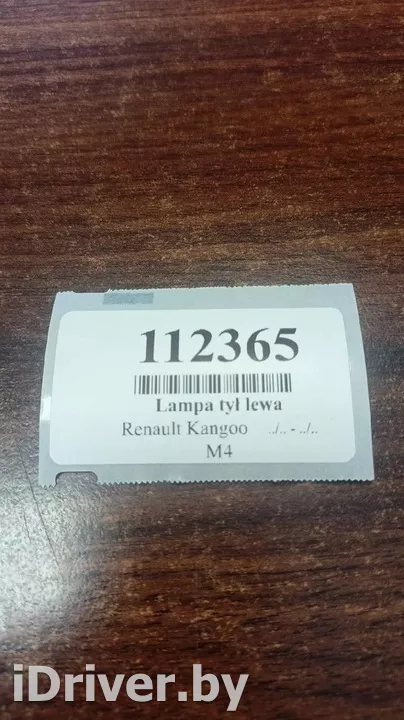 112365
Lampa tył lewa
Renault Kangoo ../.. - ../..
M4
iDriver.by